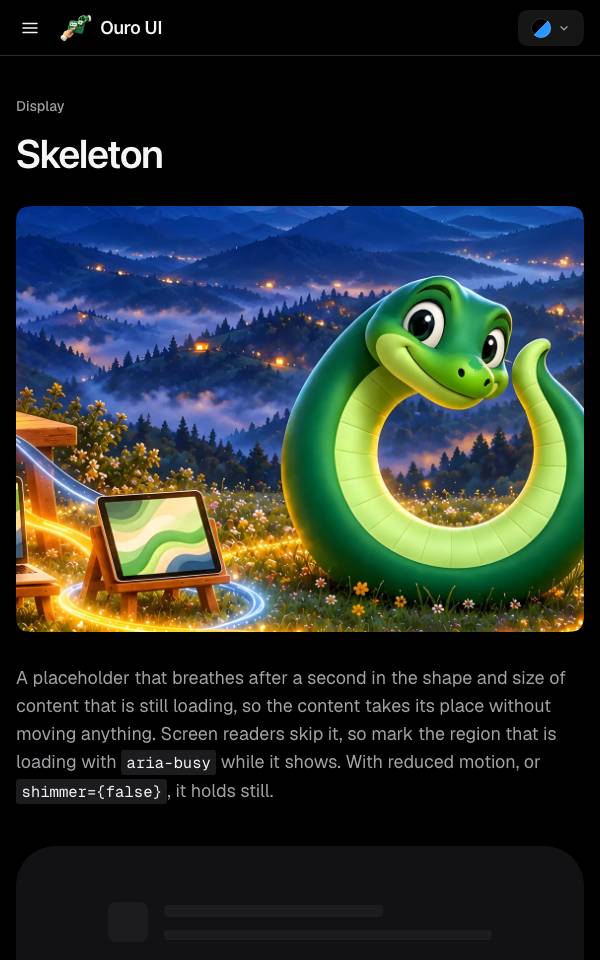 Ouro UI
Display
Skeleton
A placeholder that breathes after a second in the shape and size of
content that is still loading, so the content takes its place without
moving anything. Screen readers skip it, so mark the region that is
loading with aria-busy while it shows. With reduced motion, or
shimmer={false}, it holds still.